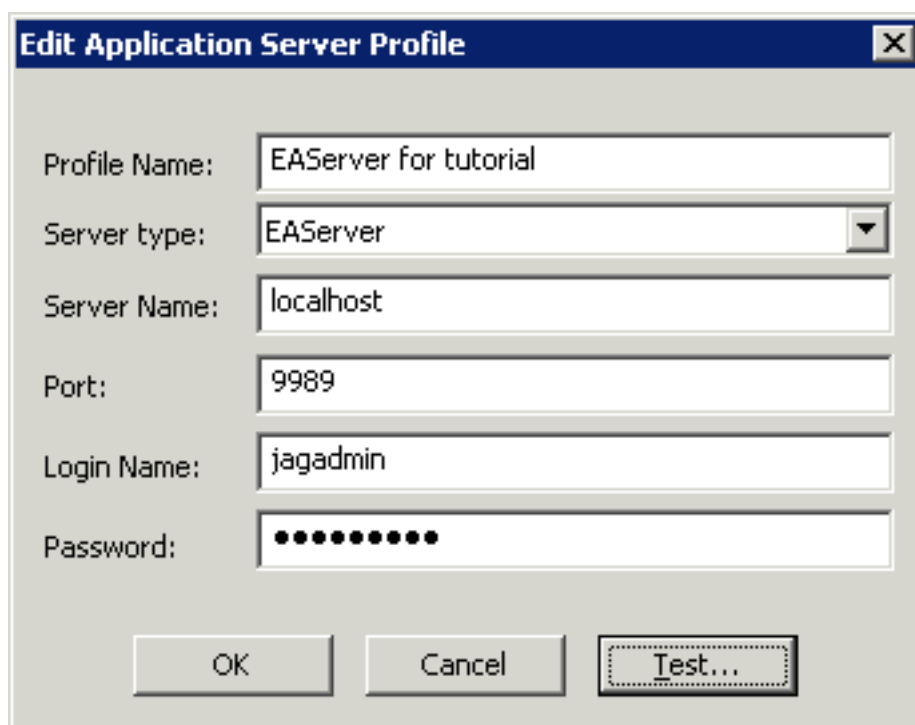 Edit Application Server Profile
Profile Name: EAServer for tutorial
Server type: EAServer
Server Name: localhost
Port: 9989
Login Name: jagadmin
Password: •••••••••
OK Cancel Test...